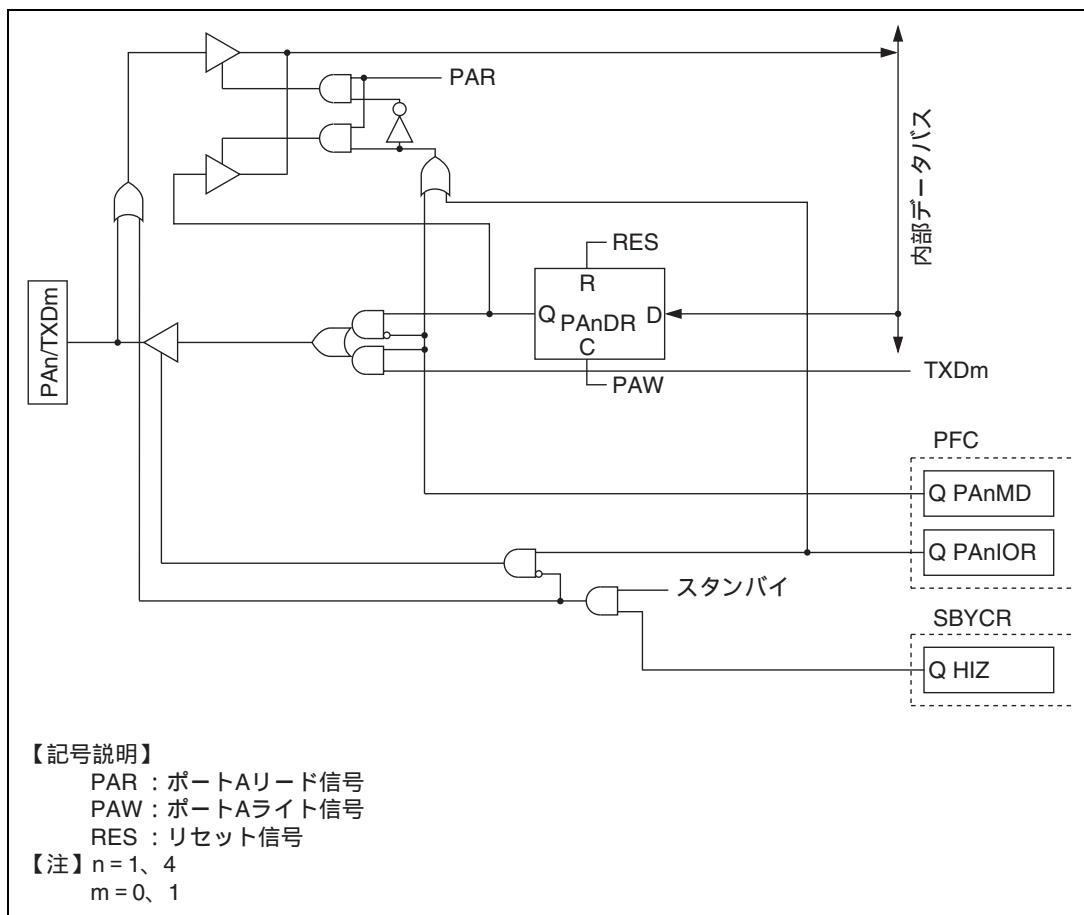 PAR
内部データバス
RES
R
Q PAnDR D
C
PAW
PAn/TXDm
TXDm
PFC
Q PAnMD
Q PAnIOR
スタンバイ
SBYCR
Q HIZ
【記号説明】
PAR : ポートAリード信号
PAW : ポートAライト信号
RES : リセット信号
【注】n = 1、4
m = 0、1